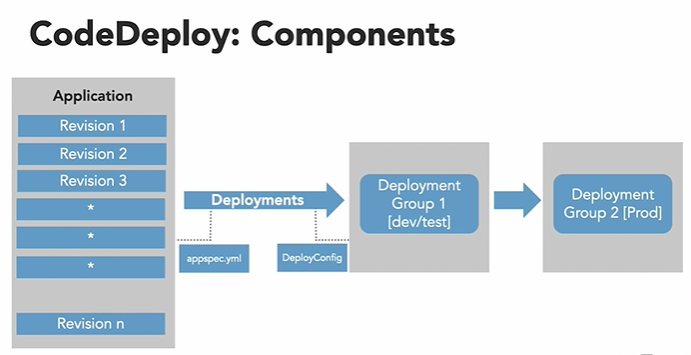 CodeDeploy: Components
Application
Revision 1
Revision 2
Revision 3
*
*
*
Revision n
Deployments
appspec.yml
DeployConfig
Deployment
Group 1
[dev/test]
Deployment
Group 2 [Prod]